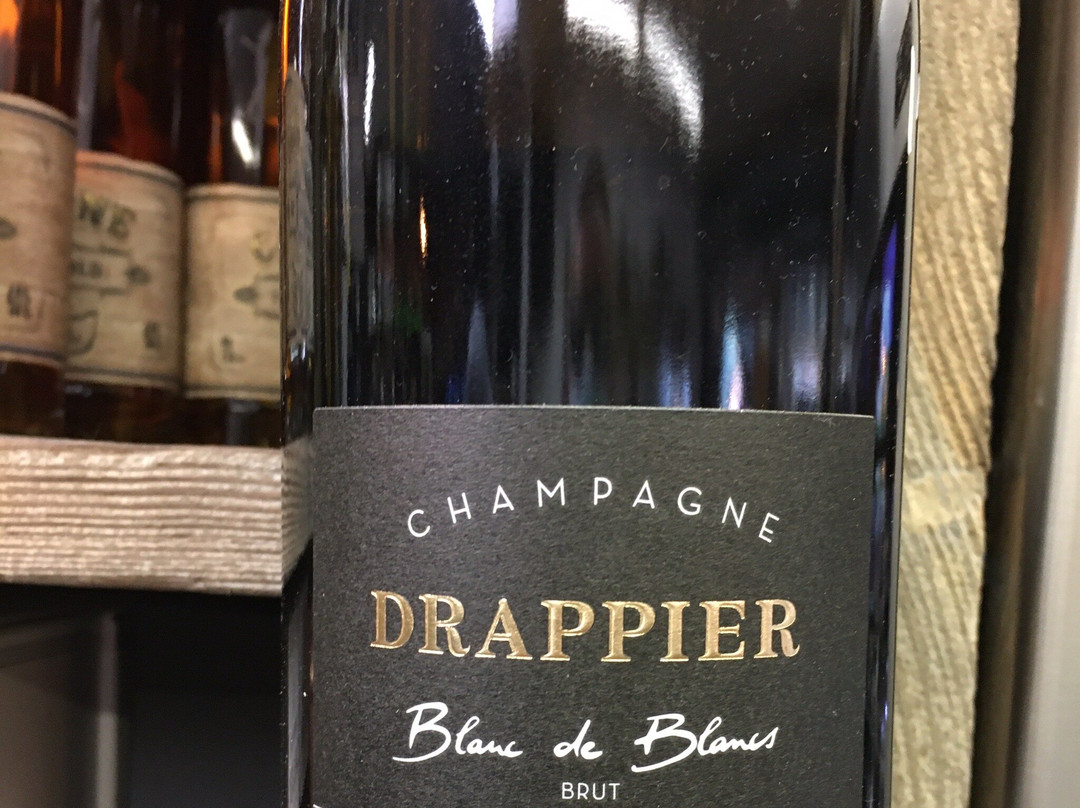 CHAMPAGNE
DRAPPIER
Blanc de Blancs
BRUT